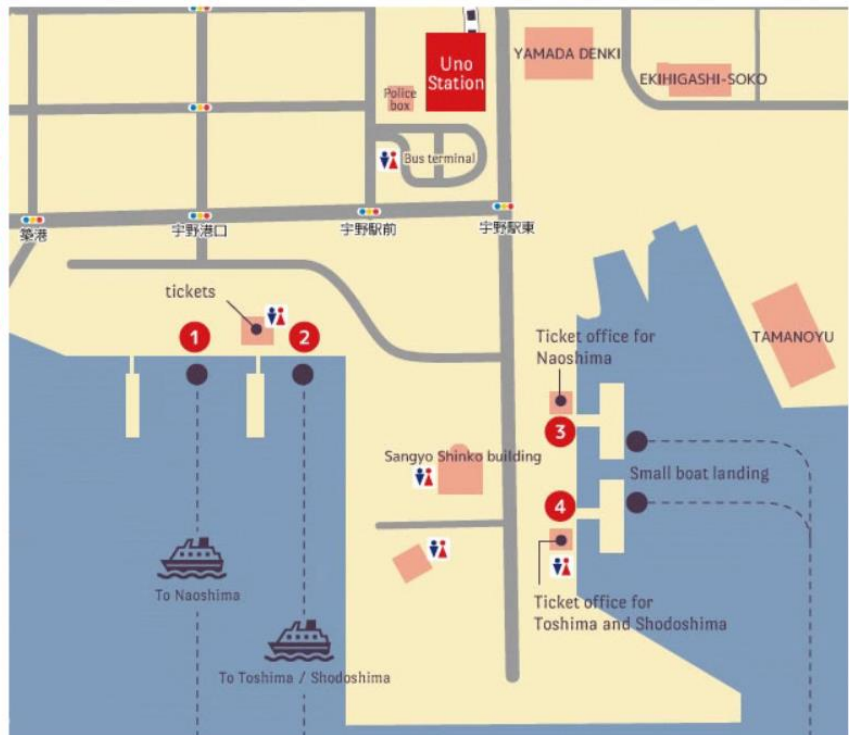 Uno
Station
YAMADA DENKI
EKIHIGASHI-SOKO
Police
box
Bus terminal
築港
宇野港口
宇野駅前
宇野駅東
tickets
1
2
Ticket office for
Naoshima
TAMANOYU
3
Sangyo Shinko building
Small boat landing
4
To Naoshima
Ticket office for
Toshima and Shodoshima
To Toshima / Shodoshima